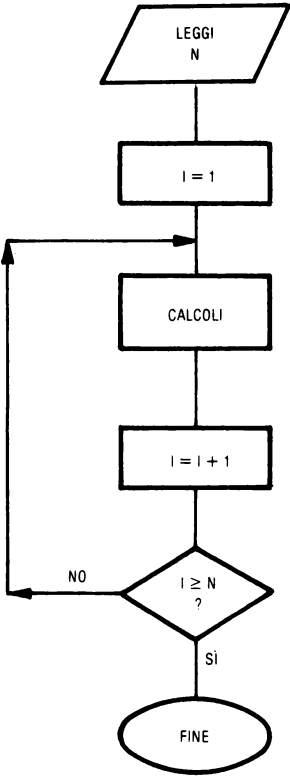 LEGGI
N
I = 1
CALCOLI
I = I + 1
I ≥ N
?
NO
SÌ
FINE